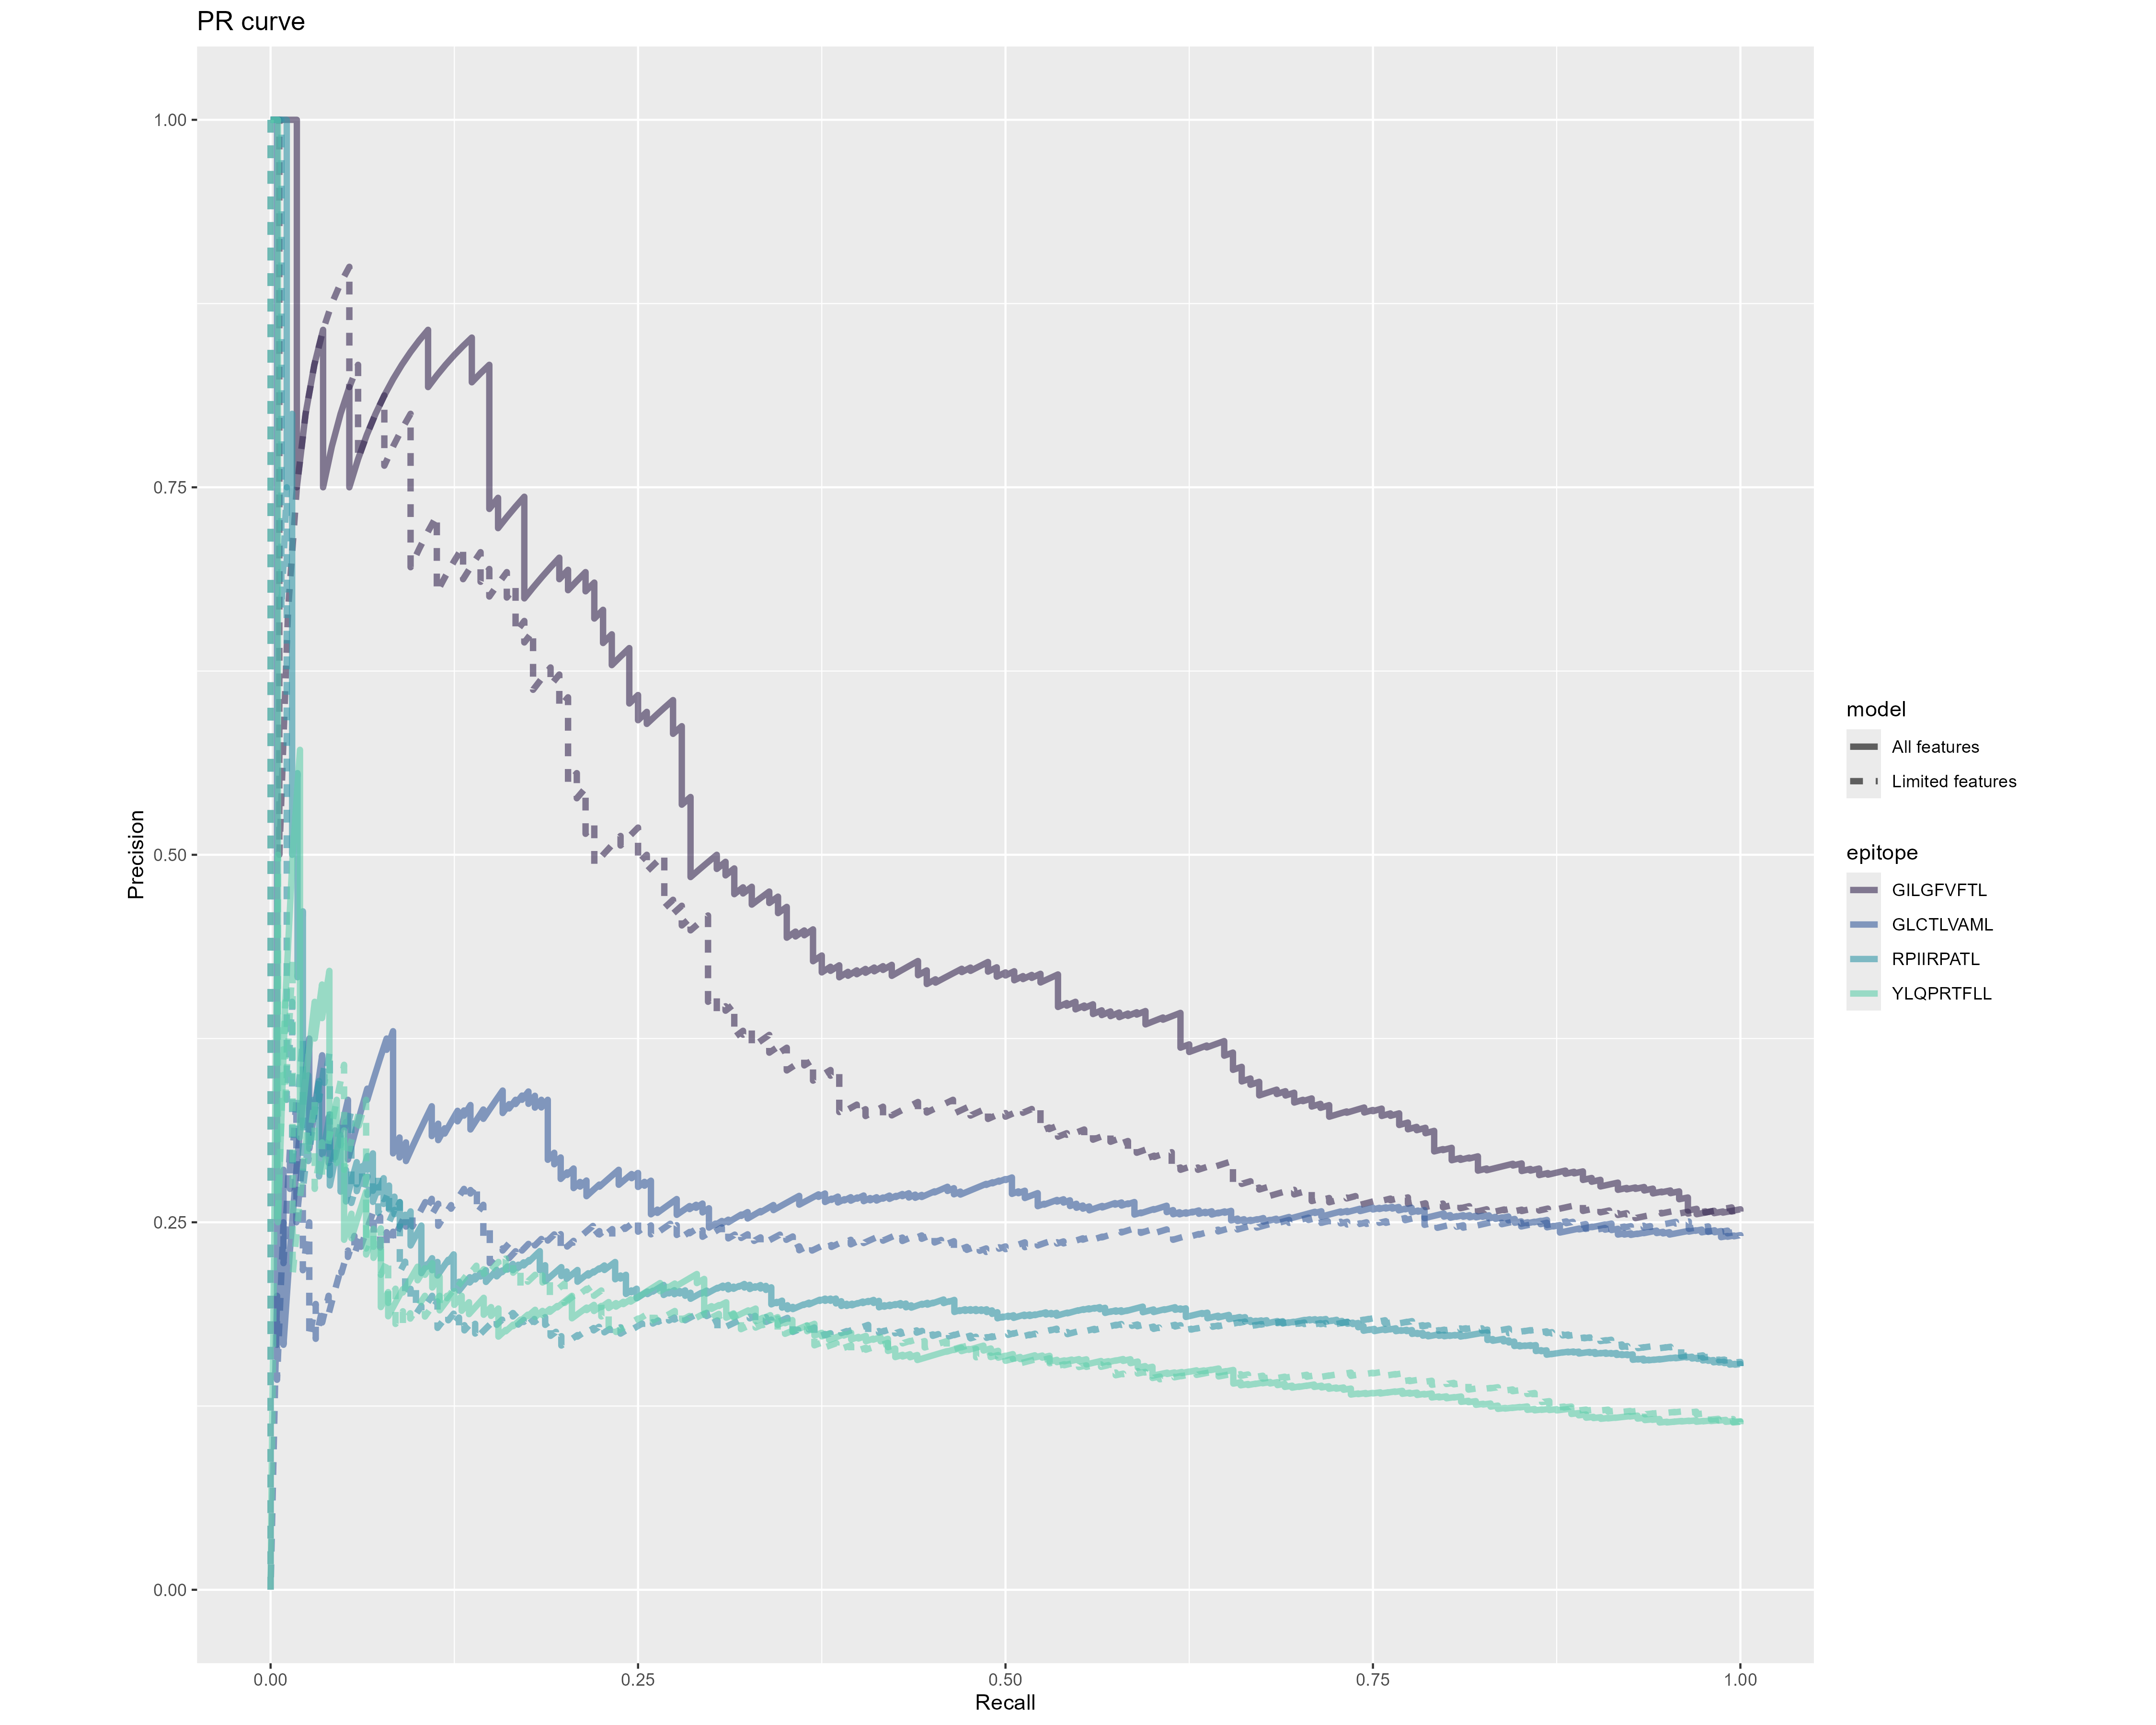 PR curve
1.00
0.75
0.50
0.25
0.00
Precision
0.00 0.25 0.50 0.75 1.00
Recall
model
All features
Limited features
epitope
GILGFVFTL
GLCTLVAML
RPIIRPATL
YLQPRTFLL